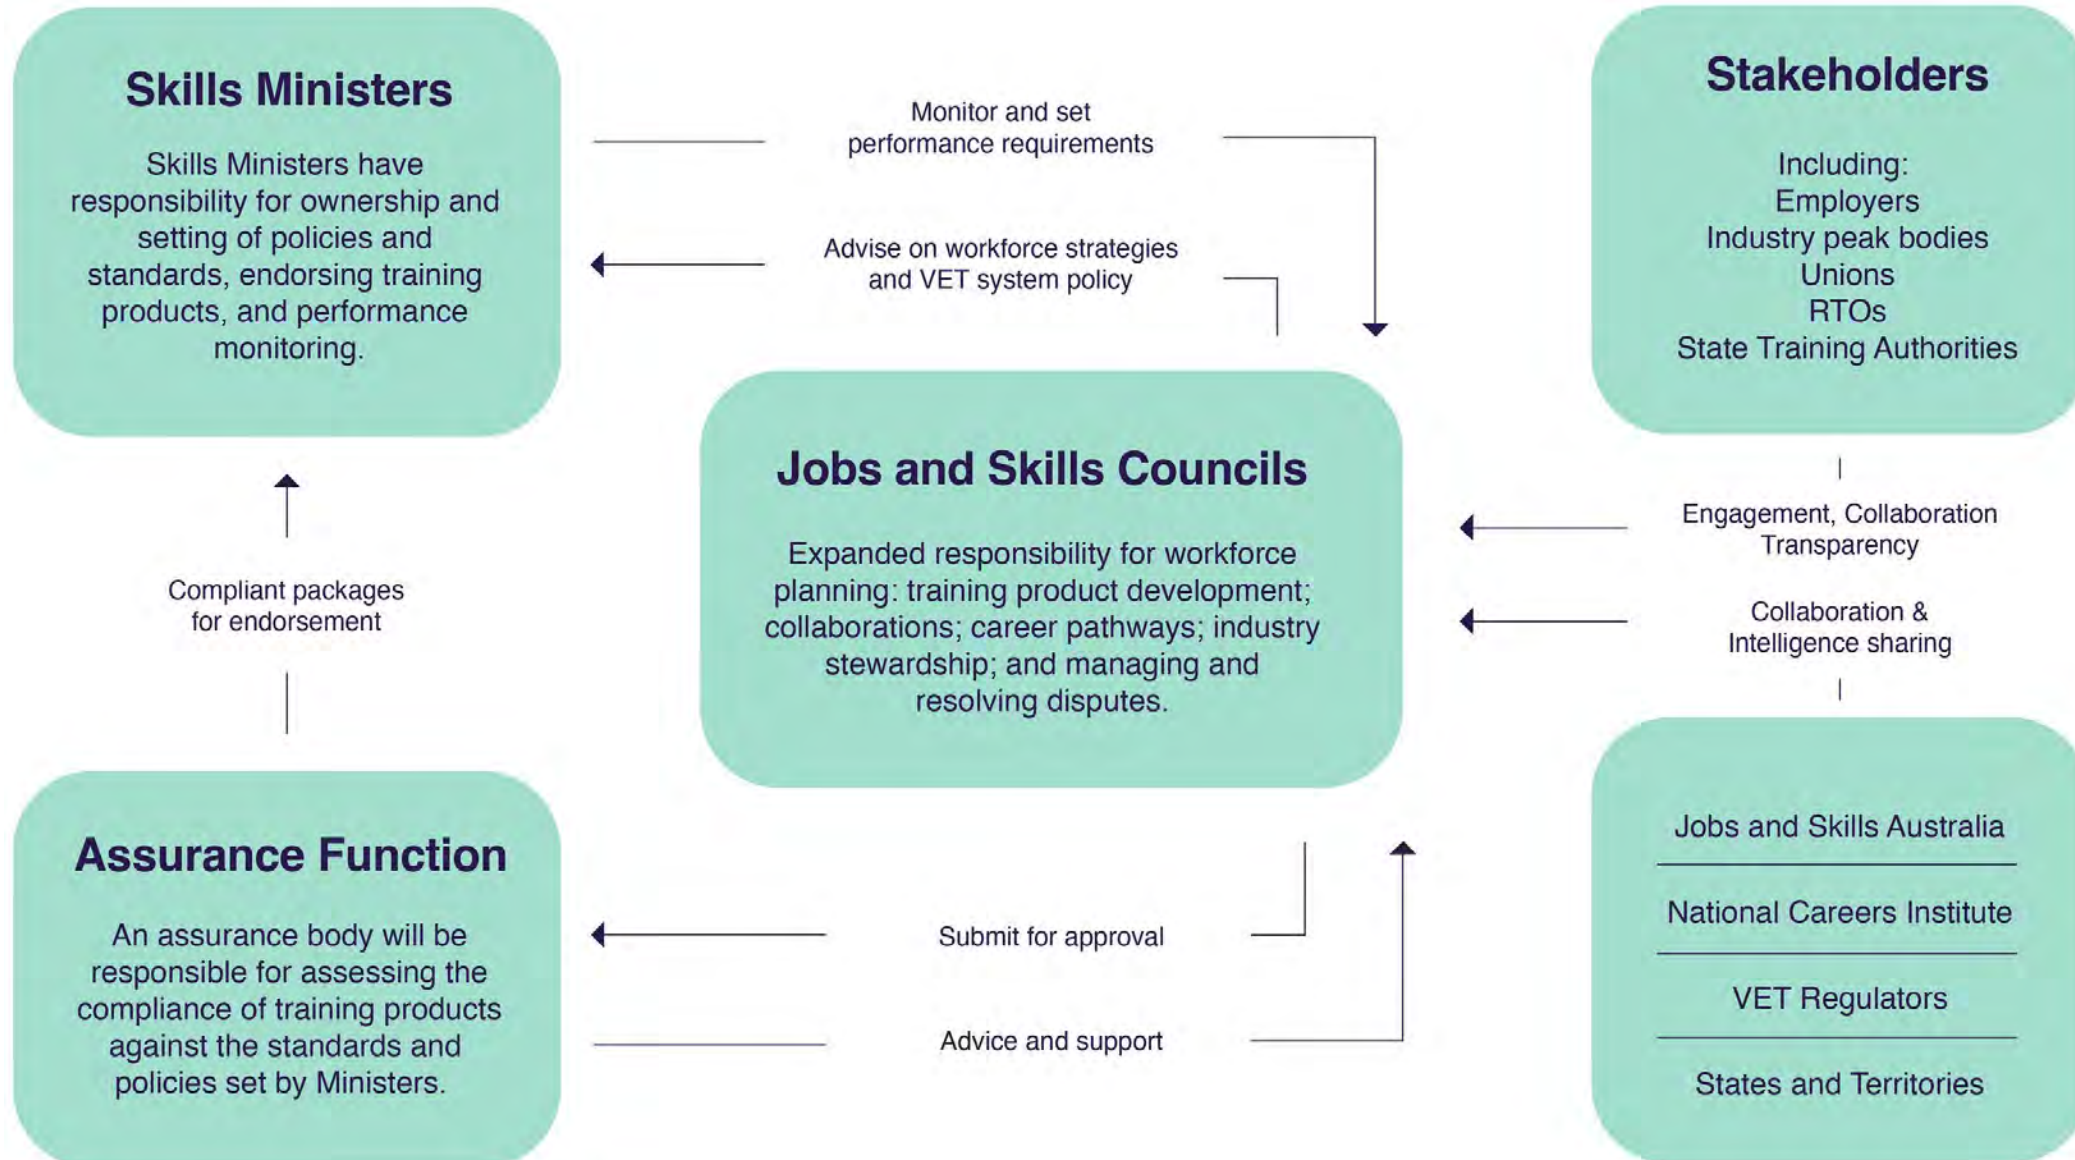 Skills Ministers
Skills Ministers have
responsibility for ownership and
setting of policies and
standards, endorsing training
products, and performance
monitoring.
Monitor and set
performance requirements
Advise on workforce strategies
and VET system policy
Stakeholders
Including:
Employers
Industry peak bodies
Unions
RTOs
State Training Authorities
Jobs and Skills Councils
Expanded responsibility for workforce
planning: training product development;
collaborations; career pathways; industry
stewardship; and managing and
resolving disputes.
Engagement, Collaboration
Transparency
Collaboration &
Intelligence sharing
Compliant packages
for endorsement
Assurance Function
An assurance body will be
responsible for assessing the
compliance of training products
against the standards and
policies set by Ministers.
Submit for approval
Advice and support
Jobs and Skills Australia
National Careers Institute
VET Regulators
States and Territories